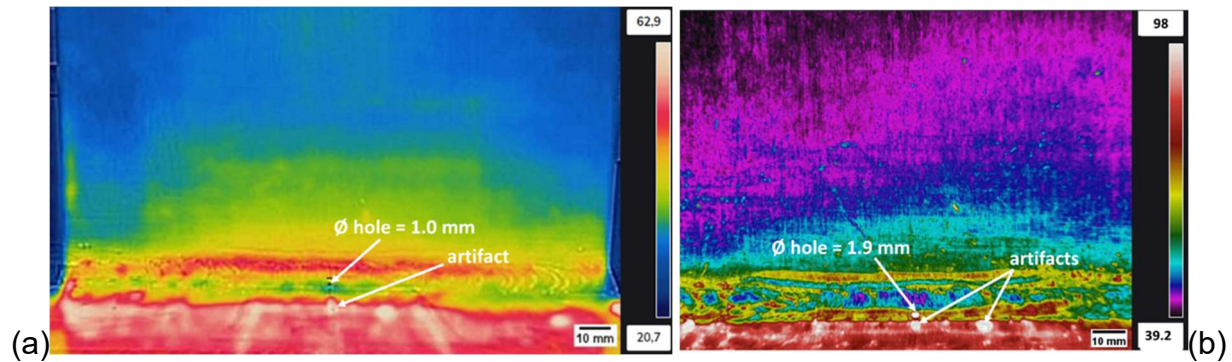 62,9
Ø hole = 1.0 mm
artifact
10 mm
20,7
(a)
98
Ø hole = 1.9 mm
artifacts
10 mm
39.2
(b)